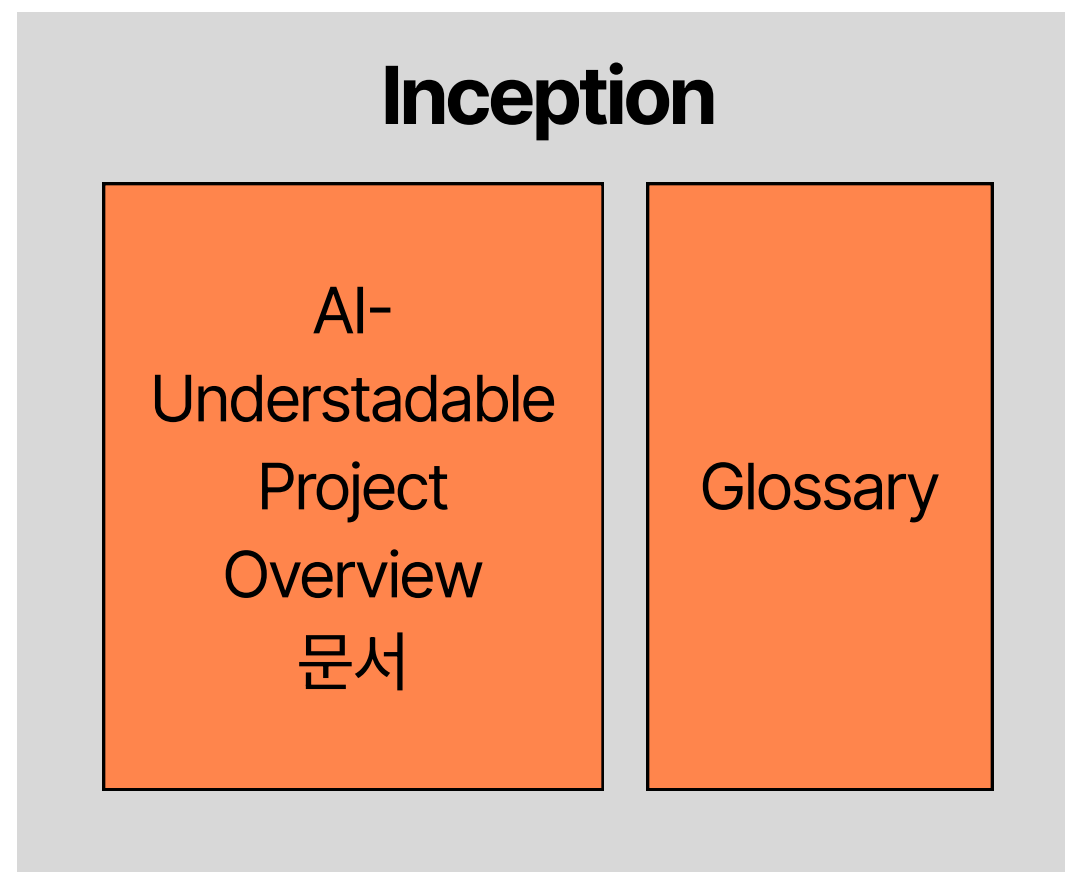 Inception
AI-
Understadable
Project
Overview
문서
Glossary